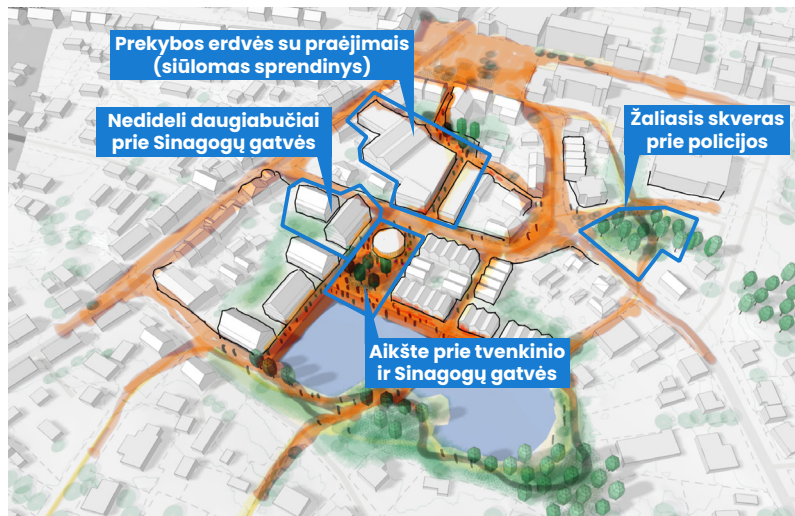 Prekybos erdvės su praėjimais
(siūlomas sprendinys)
Nedideli daugiabučiai
prie Sinagogų gatvės
Žaliasis skveras
prie policijos
Aikšte prie tvenkinio
ir Sinagogų gatvės